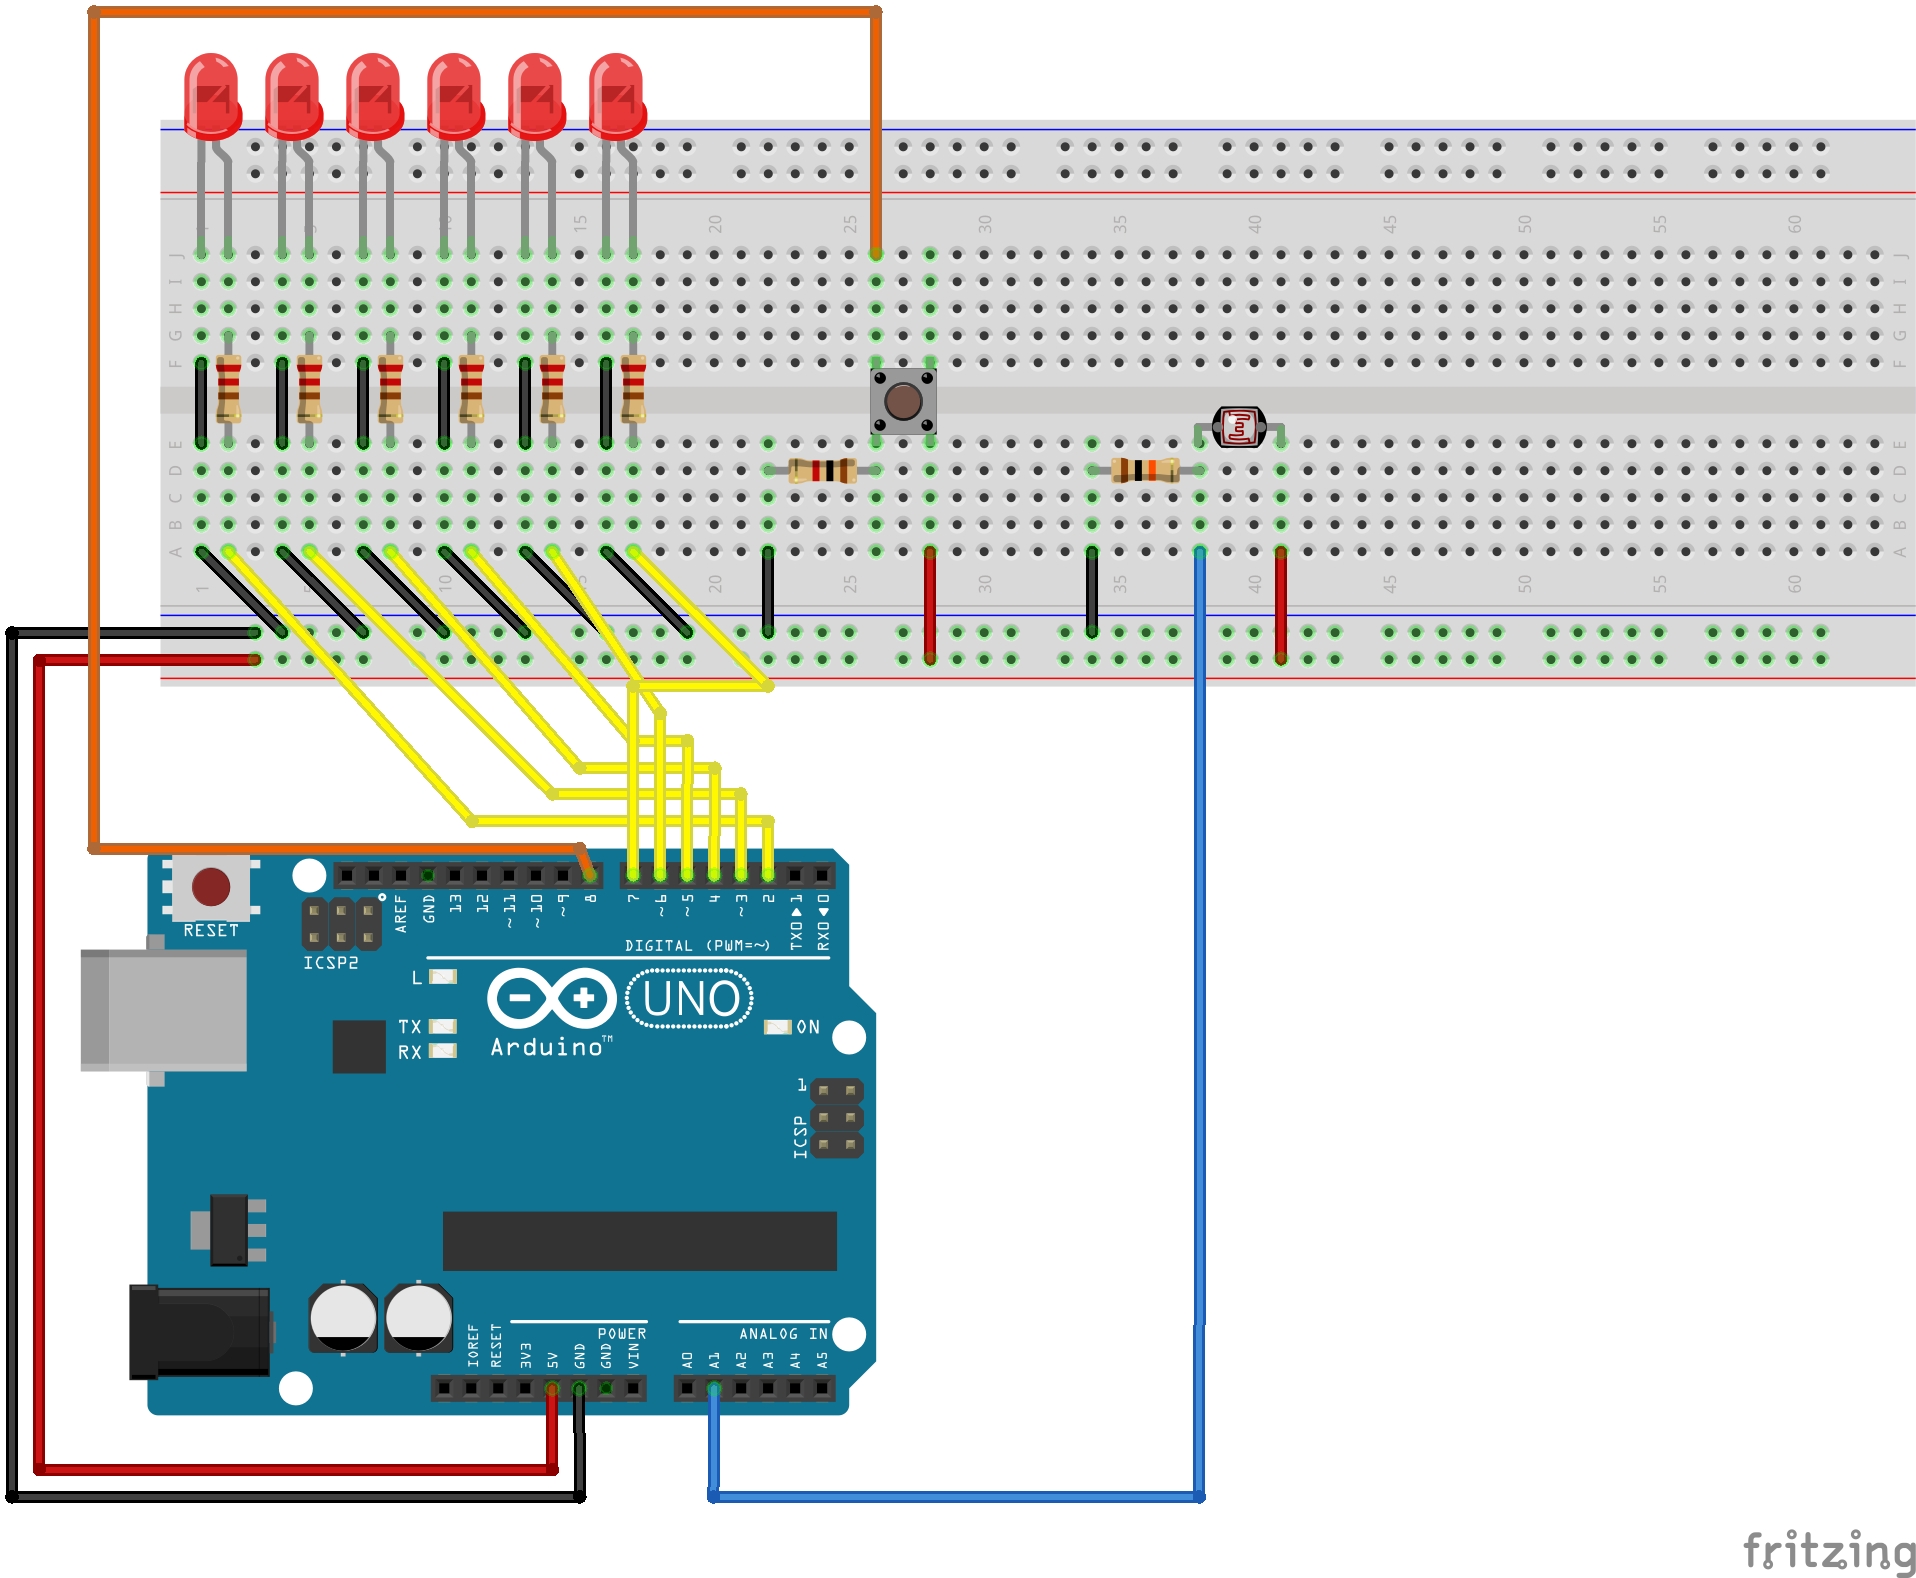 1 5 10 15 20 25 30 35 40 45 50 55 60
J J
I I
H H
G G
F F
E E
D D
C C
B B
A A
1 5 10 15 20 25 30 35 40 45 50 55 60
RESET
ICSP2
AREF
GND
13
12
~11
~10
~9
8
7
~6
~5
4
~3
2
TX0▶1
RX0◀0
DIGITAL (PWM=~)
L
TX
RX
UNO
ON
Arduino™
1
ICSP
IOREF
RESET
3V3
5V
GND
GND
VIN
POWER
A0
A1
A2
A3
A4
A5
ANALOG IN
fritzing